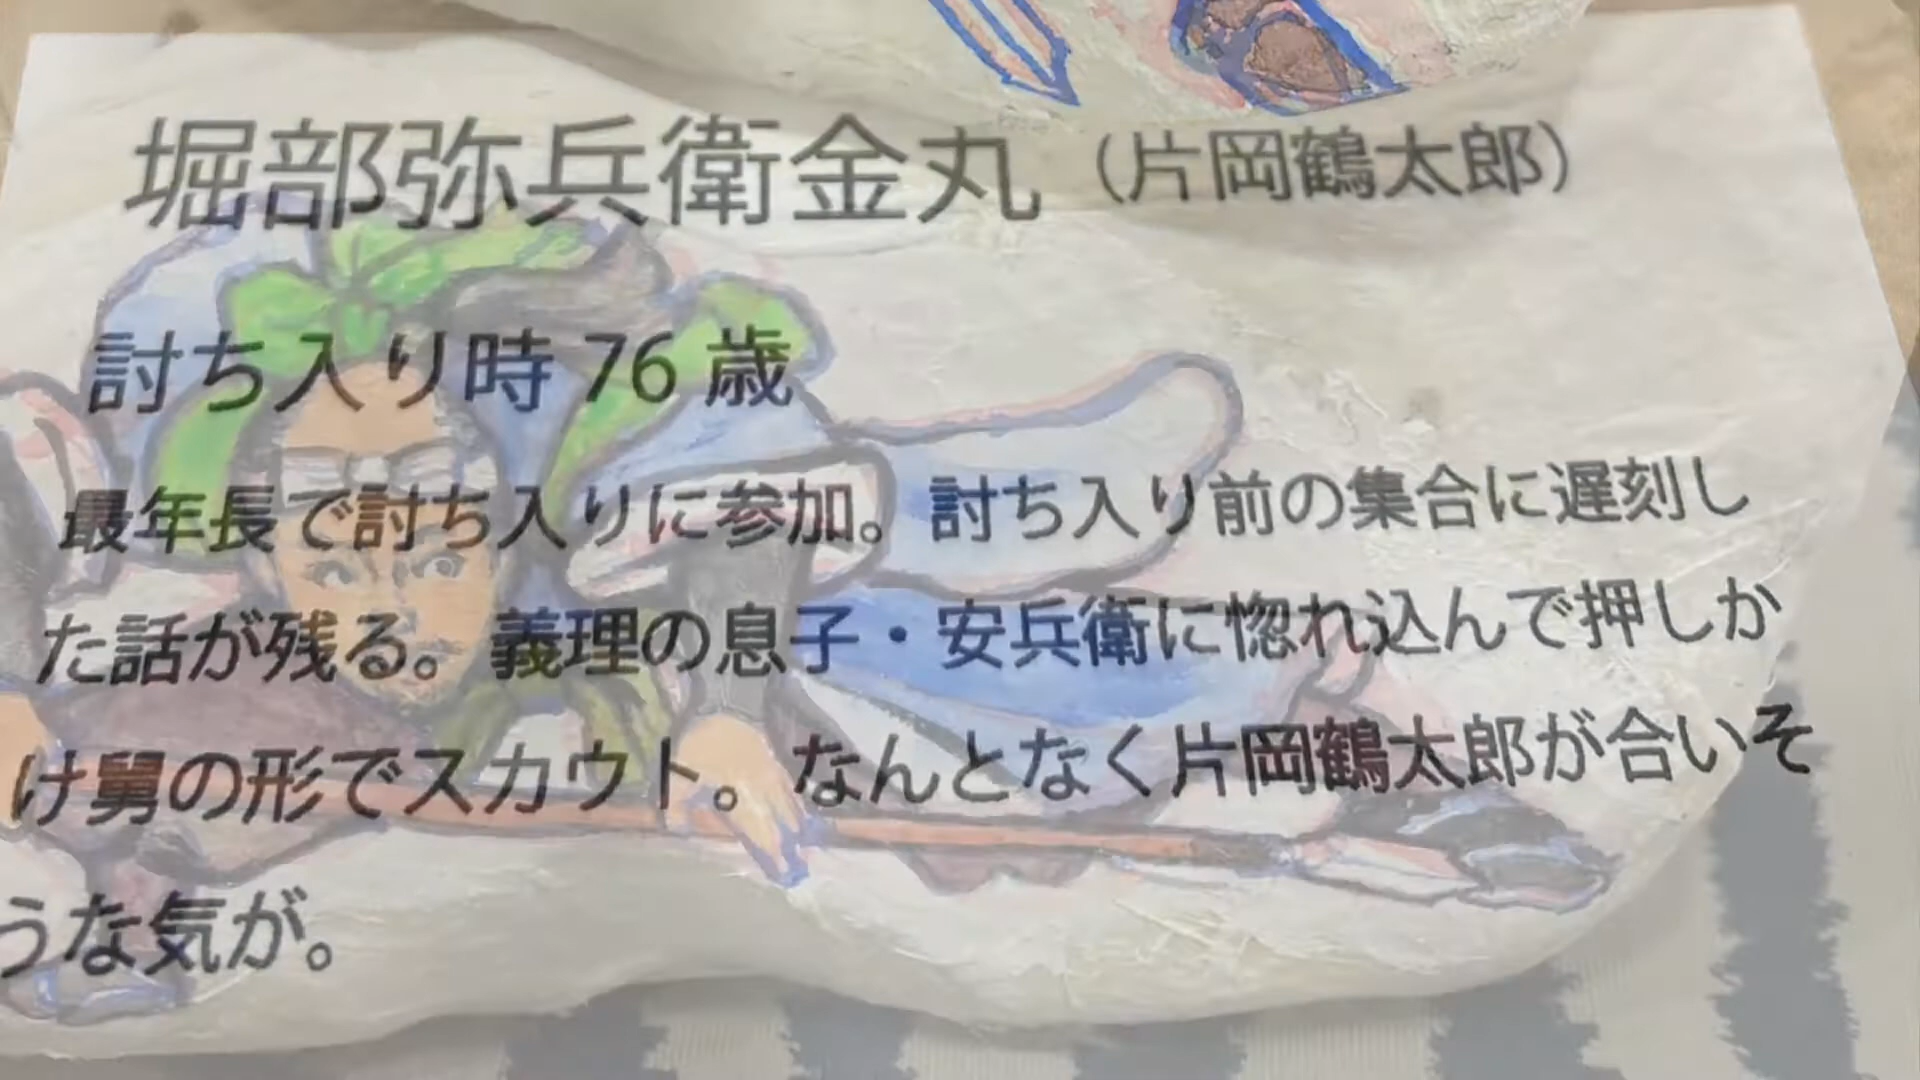 堀部弥兵衛金丸（片岡鶴太郎）
討ち入り時 76 歳
最年長で討ち入りに参加。討ち入り前の集合に遅刻し
た話が残る。義理の息子・安兵衛に惚れ込んで押しか
け舅の形でスカウト。なんとなく片岡鶴太郎が合いそ
うな気が。